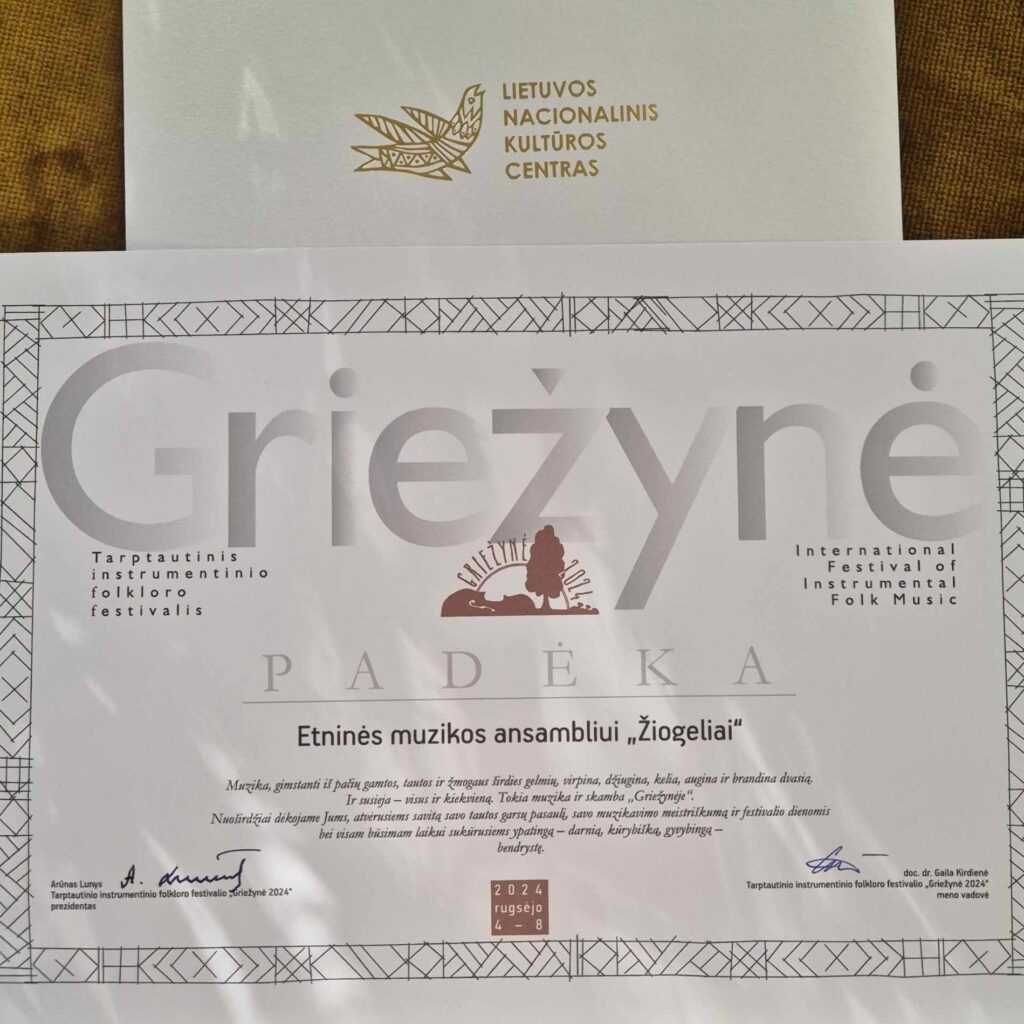 LIETUVOS
NACIONALINIS
KULTŪROS
CENTRAS
Griežynė
Tarptautinis
instrumentinio
folkloro
festivalis
GRIEŽYNĖ 2024
International
Festival of
Instrumental
Folk Music
PADĖKA
Etninės muzikos ansambliui „Žiogeliai“
Muzika, gimstanti iš pačių gamtos, tautos ir žmogaus širdies gelmių, virpina, džiugina, kelia, augina ir brandina dvasią.
Ir susieja – visus ir kiekvieną. Tokia muzika ir skamba „Griežynėje“.
Nuoširdžiai dėkojame Jums, atvėrusiems savitą savo tautos garsų pasaulį, savo muzikavimo meistriškumą ir festivalio dienomis
bei visam būsimam laikui sukūrusiems ypatingą – darnią, kūrybišką, gyvybingą –
bendrystę.
Arūnas Lunys
Tarptautinio instrumentinio folkloro festivalio „Griežynė 2024“
prezidentas
doc. dr. Gaila Kirdienė
Tarptautinio instrumentinio folkloro festivalio „Griežynė 2024“
meno vadovė
2024
rugsėjo
4 – 8